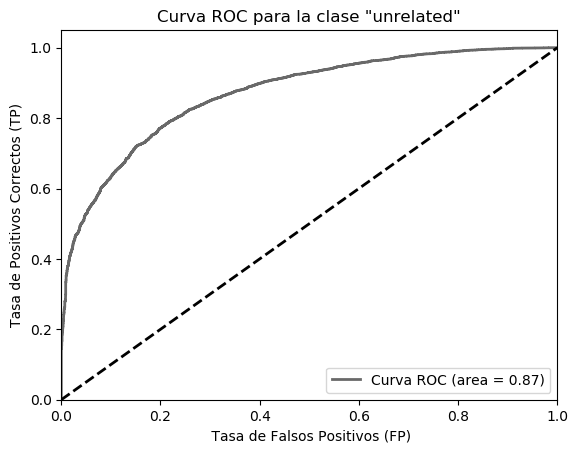 Curva ROC para la clase "unrelated"
Tasa de Positivos Correctos (TP)
1.0
0.8
0.6
0.4
0.2
0.0
Curva ROC (area = 0.87)
0.0 0.2 0.4 0.6 0.8 1.0
Tasa de Falsos Positivos (FP)